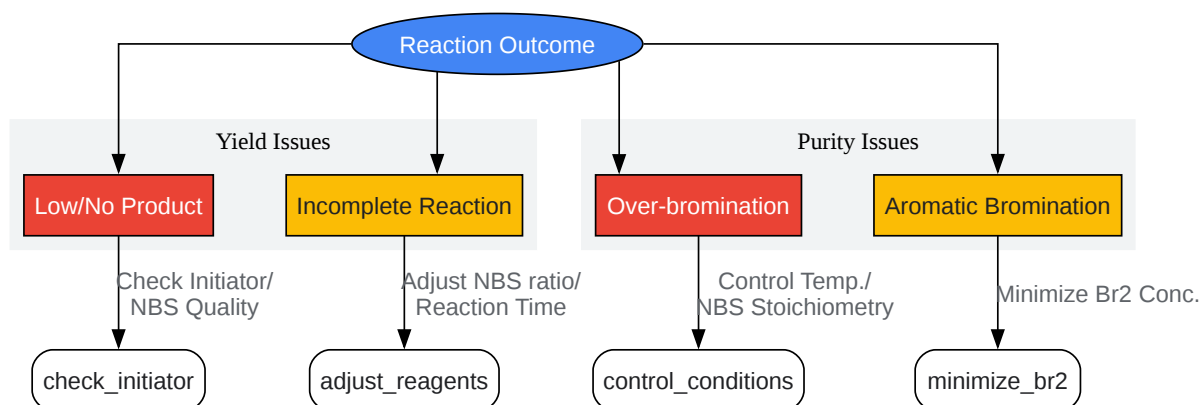 Reaction Outcome
Yield Issues
Purity Issues
Low/No Product
Incomplete Reaction
Over-bromination
Aromatic Bromination
Check Initiator/
NBS Quality
Adjust NBS ratio/
Reaction Time
Control Temp./
NBS Stoichiometry
Minimize Br2 Conc.
check_initiator
adjust_reagents
control_conditions
minimize_br2